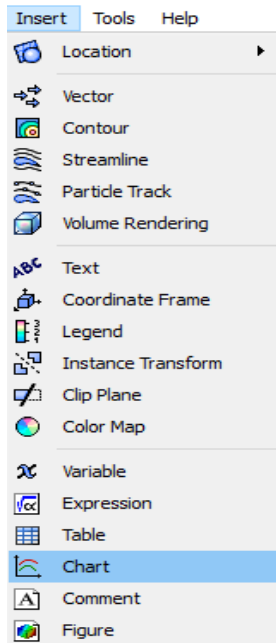 Insert Tools Help
Location
Vector
Contour
Streamline
Particle Track
Volume Rendering
ABC Text
Coordinate Frame
Legend
Instance Transform
Clip Plane
Color Map
x Variable
√α Expression
Table
Chart
A Comment
Figure